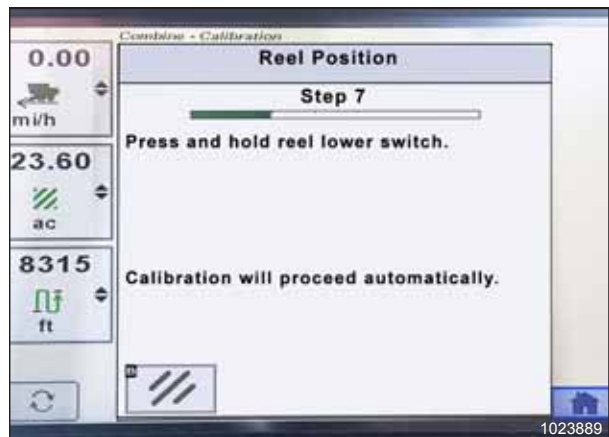 Combine - Calibration
0.00
mi/h
23.60
ac
8315
ft
Reel Position
Step 7
Press and hold reel lower switch.
Calibration will proceed automatically.
1023889